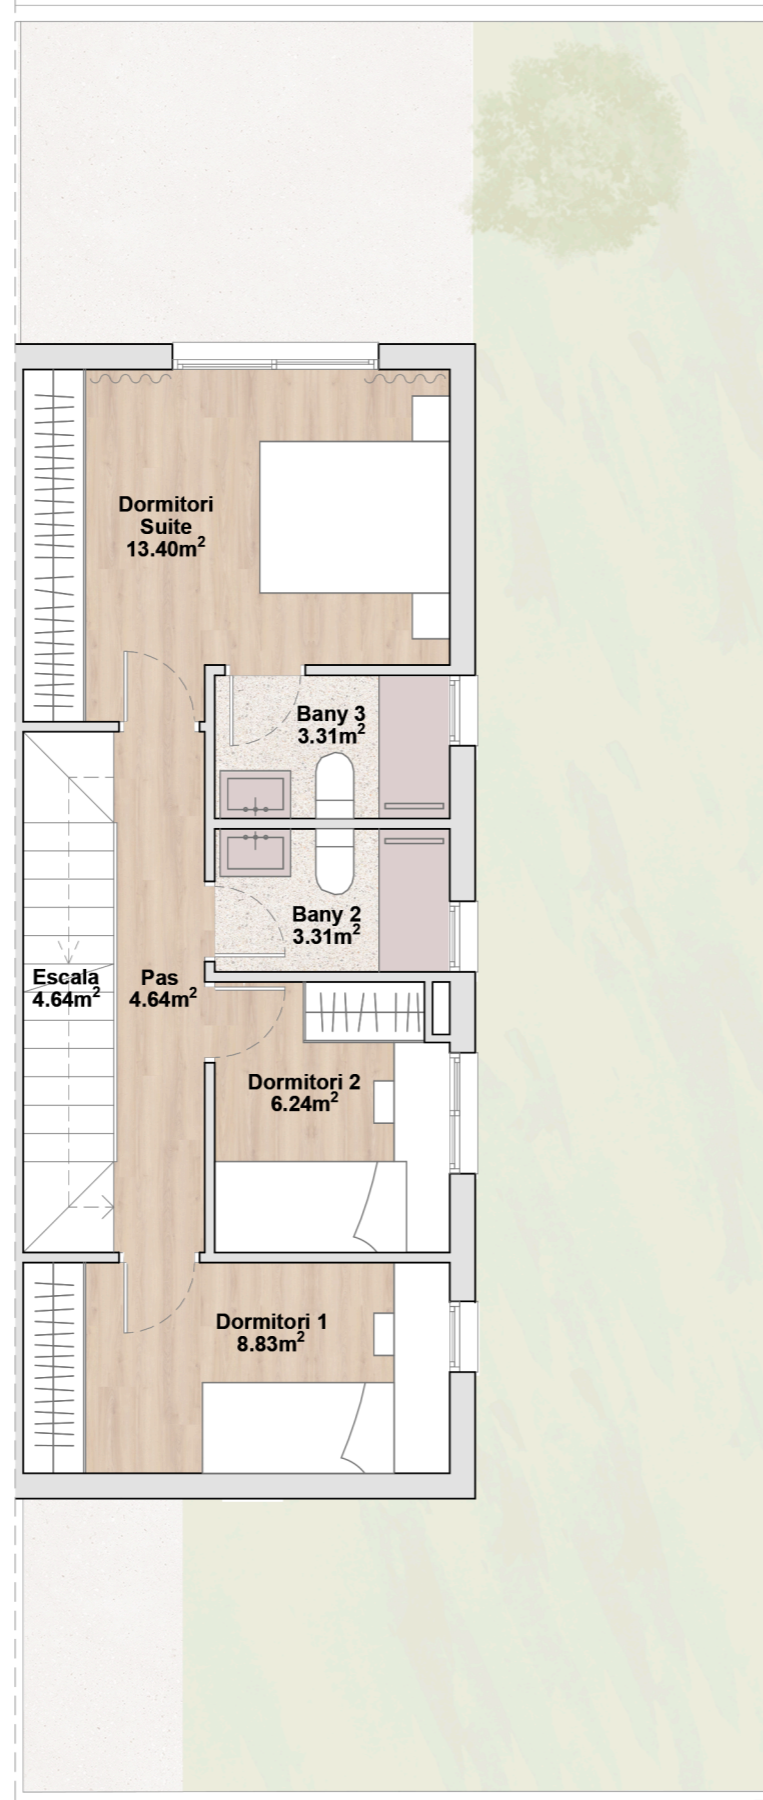 Dormitori
Suite
13.40m²
Bany 3
3.31m²
Bany 2
3.31m²
Escala
4.64m²
Pas
4.64m²
Dormitori 2
6.24m²
Dormitori 1
8.83m²